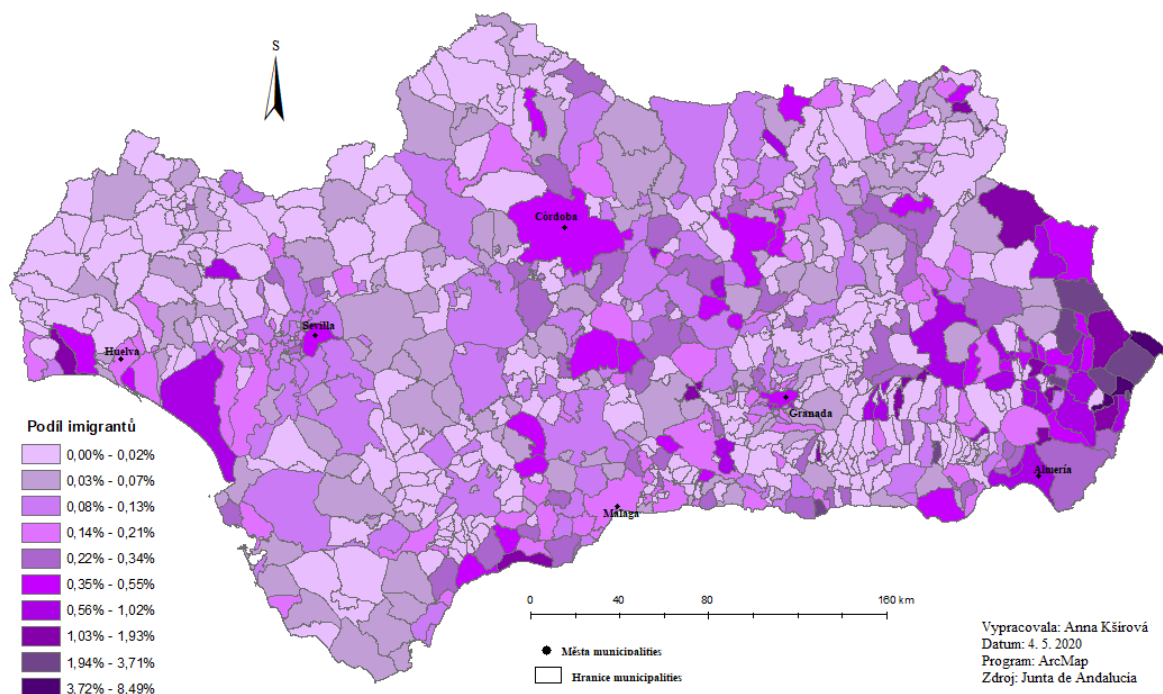 S
Córdoba
Sevilla
Huelva
Granada
Almería
Málaga
Podíl imigrantů
0,00% - 0,02%
0,03% - 0,07%
0,08% - 0,13%
0,14% - 0,21%
0,22% - 0,34%
0,35% - 0,55%
0,56% - 1,02%
1,03% - 1,93%
1,94% - 3,71%
3.72% - 8.49%
0 40 80 160 km
Města municipalities
Hranice municipalities
Vypracovala: Anna Kšírová
Datum: 4. 5. 2020
Program: ArcMap
Zdroj: Junta de Andalucia